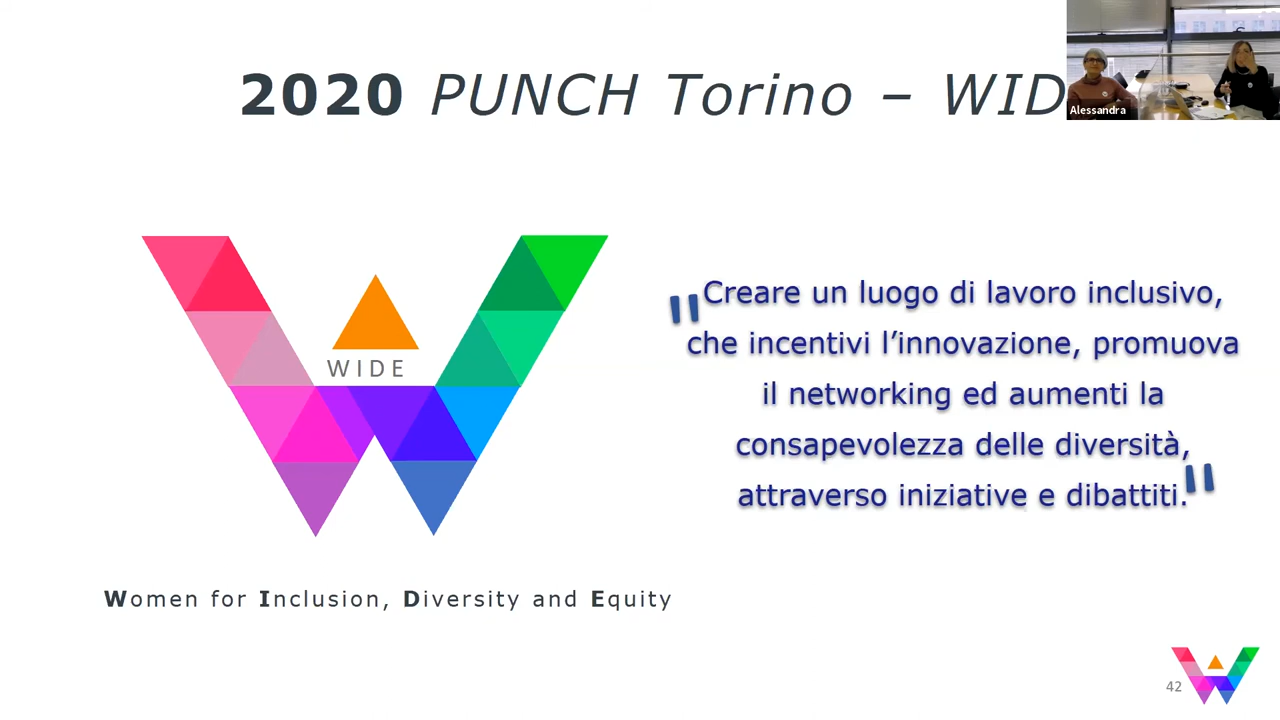 2020 PUNCH Torino – WID
Alessandra
WIDE
"Creare un luogo di lavoro inclusivo,
che incentivi l’innovazione, promuova
il networking ed aumenti la
consapevolezza delle diversità,
attraverso iniziative e dibattiti."
Women for Inclusion, Diversity and Equity
42